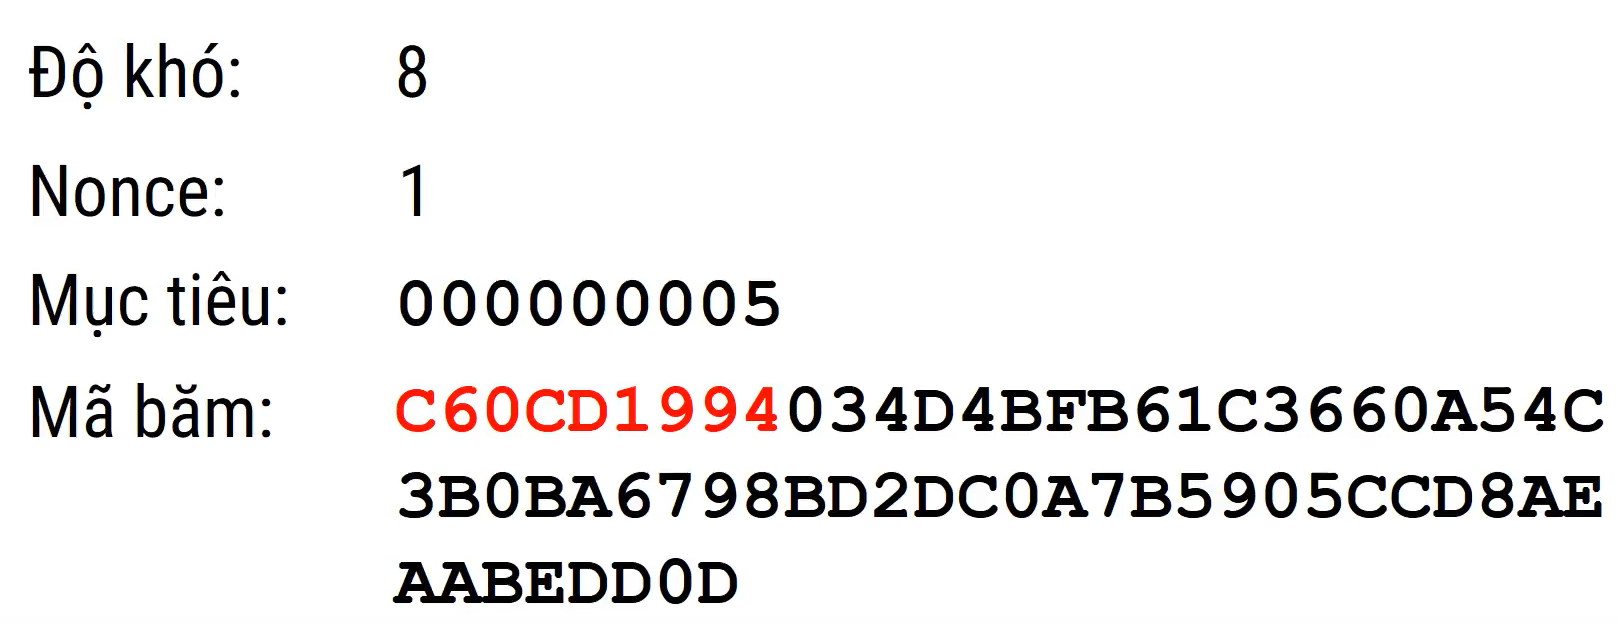 Độ khó: 8
Nonce: 1
Mục tiêu: 000000005
Mã băm: C60CD1994034D4BFB61C3660A54C
3B0BA6798BD2DC0A7B5905CCD8AE
AABEDD0D